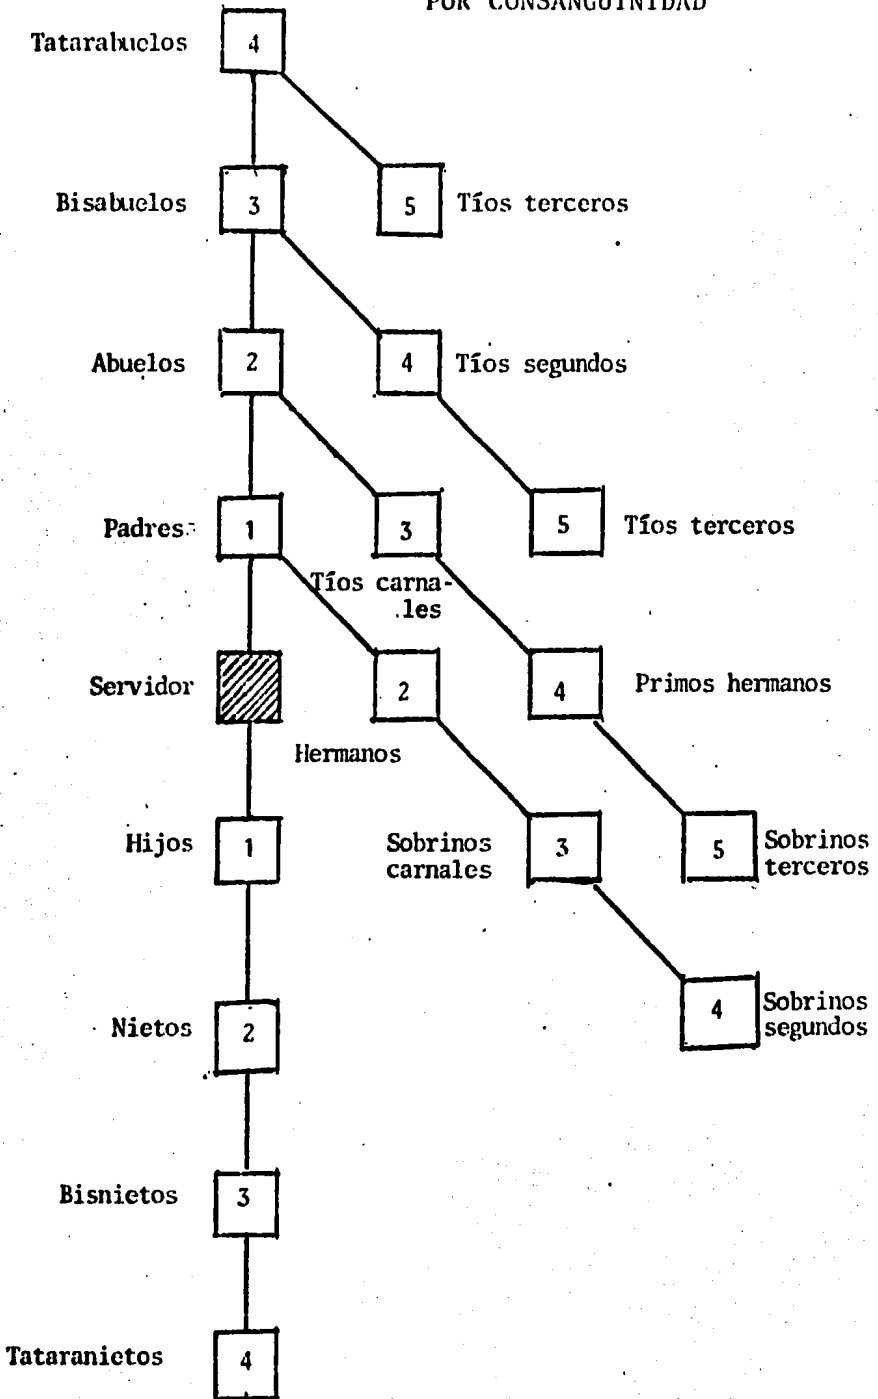 POR CONSANGUINIDAD
Tatarabuelos 4
Bisabuelos 3 5 Tíos terceros
Abuelos 2 4 Tíos segundos
Padres 1 3 5 Tíos terceros
Tíos carna-
les
Servidor 2 4 Primos hermanos
Hermanos
Hijos 1 Sobrinos 3 5 Sobrinos
carnales terceros
Nietos 2 4 Sobrinos
segundos
Bisnietos 3
Tataranietos 4